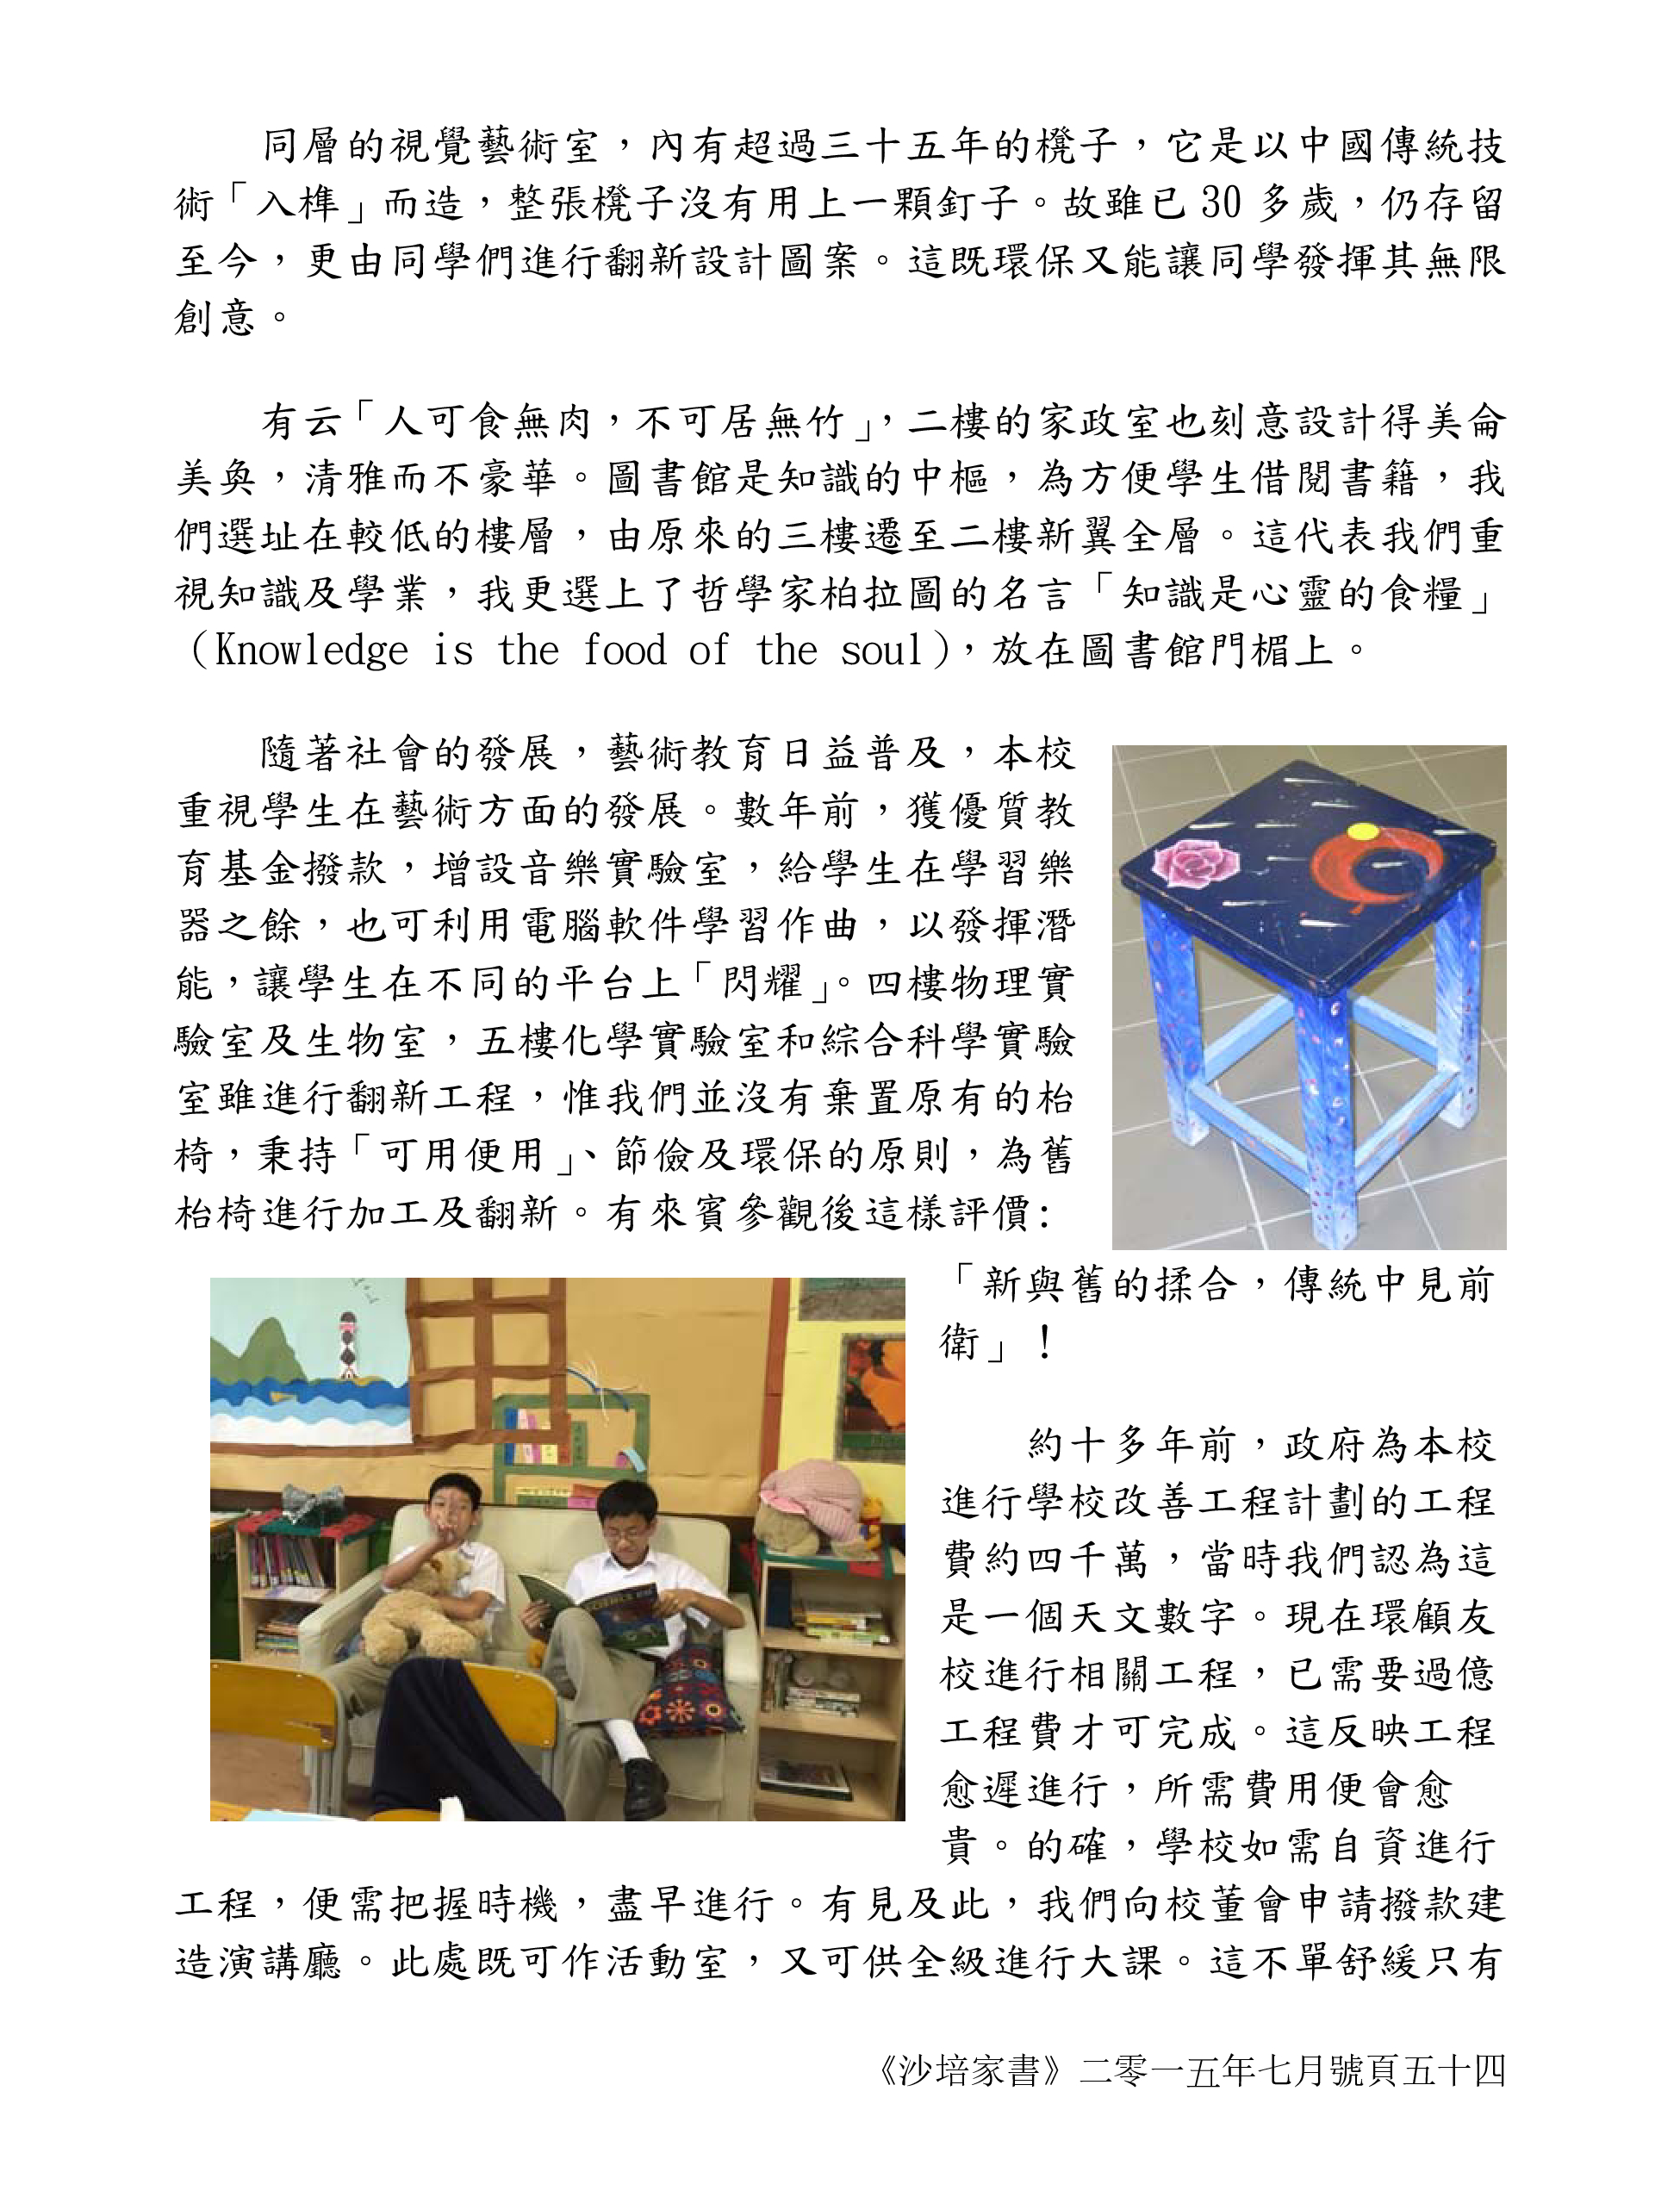 同層的視覺藝術室，內有超過三十五年的櫈子，它是以中國傳統技
術「入榫」而造，整張櫈子沒有用上一顆釘子。故雖已 30 多歲，仍存留
至今，更由同學們進行翻新設計圖案。這既環保又能讓同學發揮其無限
創意。
有云「人可食無肉，不可居無竹」，二樓的家政室也刻意設計得美侖
美奐，清雅而不豪華。圖書館是知識的中樞，為方便學生借閱書籍，我
們選址在較低的樓層，由原來的三樓遷至二樓新翼全層。這代表我們重
視知識及學業，我更選上了哲學家柏拉圖的名言「知識是心靈的食糧」
（Knowledge is the food of the soul），放在圖書館門楣上。
隨著社會的發展，藝術教育日益普及，本校
重視學生在藝術方面的發展。數年前，獲優質教
育基金撥款，增設音樂實驗室，給學生在學習樂
器之餘，也可利用電腦軟件學習作曲，以發揮潛
能，讓學生在不同的平台上「閃耀」。四樓物理實
驗室及生物室，五樓化學實驗室和綜合科學實驗
室雖進行翻新工程，惟我們並沒有棄置原有的枱
椅，秉持「可用便用」、節儉及環保的原則，為舊
枱椅進行加工及翻新。有來賓參觀後這樣評價：
「新與舊的揉合，傳統中見前
衛」！
約十多年前，政府為本校
進行學校改善工程計劃的工程
費約四千萬，當時我們認為這
是一個天文數字。現在環顧友
校進行相關工程，已需要過億
工程費才可完成。這反映工程
愈遲進行，所需費用便會愈
貴。的確，學校如需自資進行
工程，便需把握時機，盡早進行。有見及此，我們向校董會申請撥款建
造演講廳。此處既可作活動室，又可供全級進行大課。這不單舒緩只有
《沙培家書》二零一五年七月號頁五十四